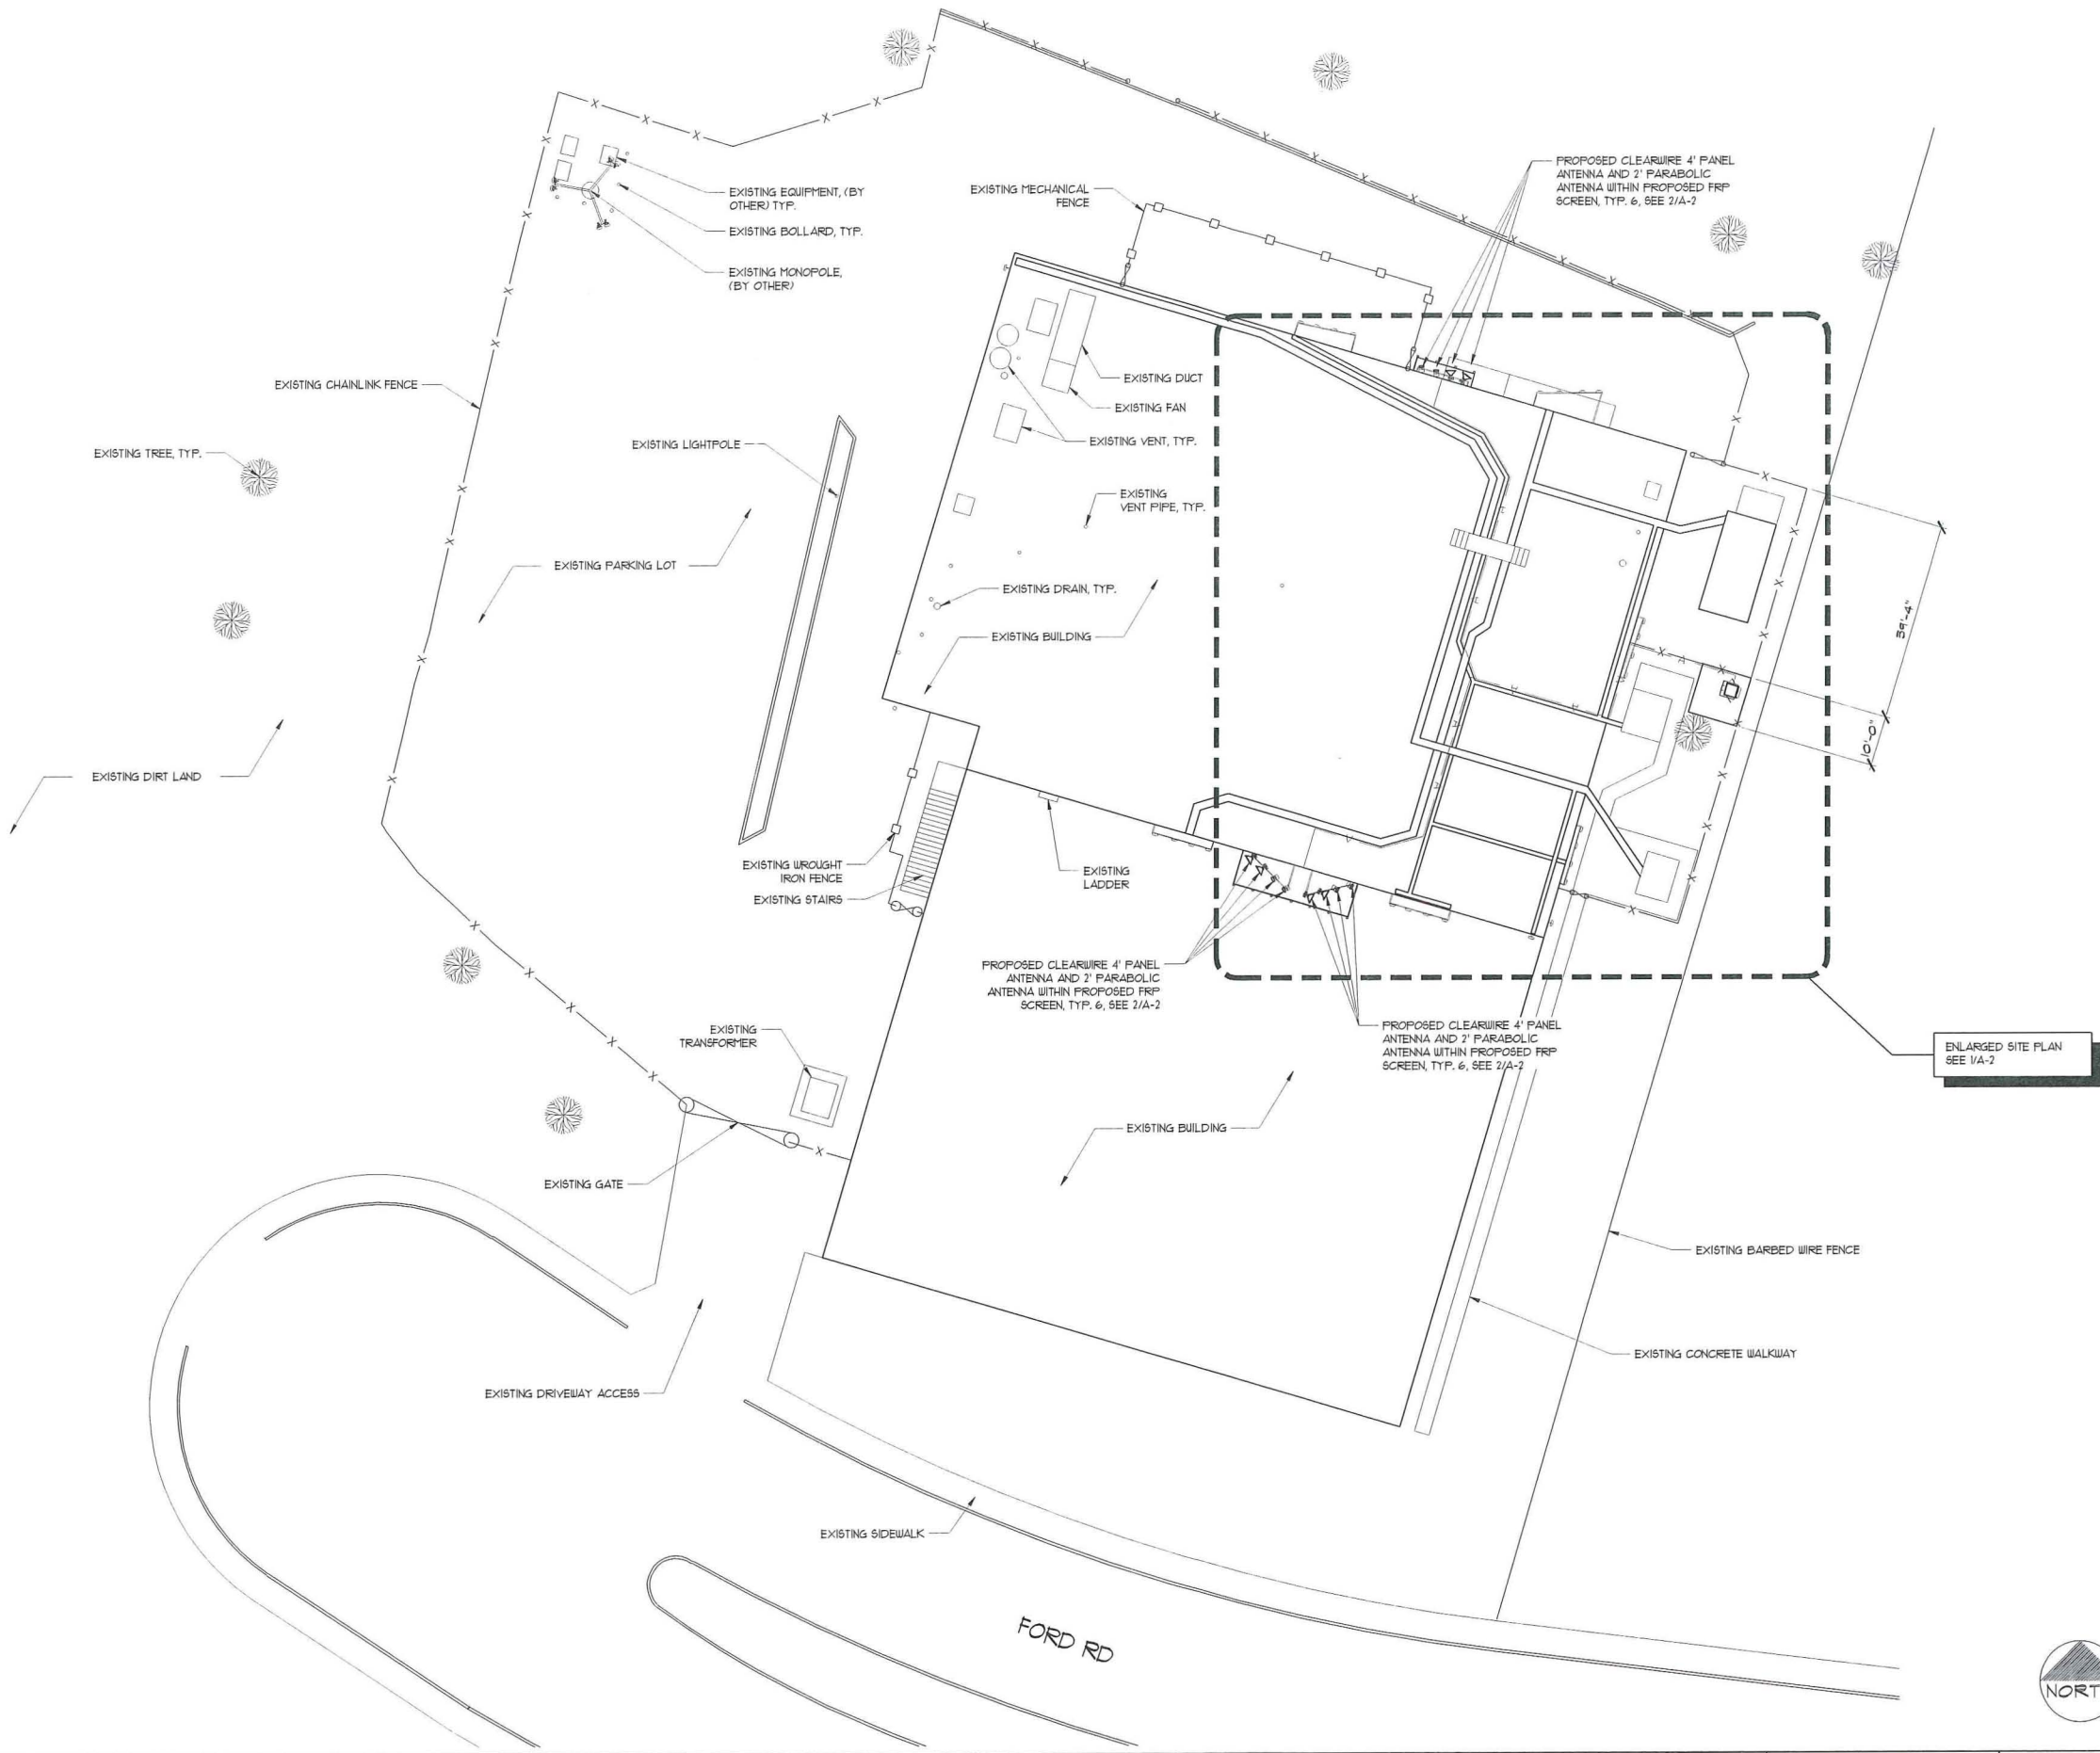 PROPOSED CLEARWIRE 4' PANEL
ANTENNA AND 2' PARABOLIC
ANTENNA WITHIN PROPOSED FRP
SCREEN, TYP. 6, SEE 2/A-2
EXISTING EQUIPMENT, (BY
OTHER) TYP.
EXISTING MECHANICAL
FENCE
EXISTING BOLLARD, TYP.
EXISTING MONOPOLE,
(BY OTHER)
EXISTING CHAINLINK FENCE
EXISTING DUCT
EXISTING FAN
EXISTING LIGHTPOLE
EXISTING VENT, TYP.
EXISTING TREE, TYP.
EXISTING
VENT PIPE, TYP.
EXISTING PARKING LOT
EXISTING DRAIN, TYP.
EXISTING BUILDING
39'-4"
10'-0"
EXISTING DIRT LAND
EXISTING WROUGHT
IRON FENCE
EXISTING STAIRS
EXISTING
LADDER
PROPOSED CLEARWIRE 4' PANEL
ANTENNA AND 2' PARABOLIC
ANTENNA WITHIN PROPOSED FRP
SCREEN, TYP. 6, SEE 2/A-2
PROPOSED CLEARWIRE 4' PANEL
ANTENNA AND 2' PARABOLIC
ANTENNA WITHIN PROPOSED FRP
SCREEN, TYP. 6, SEE 2/A-2
EXISTING
TRANSFORMER
ENLARGED SITE PLAN
SEE 1/A-2
EXISTING BUILDING
EXISTING GATE
EXISTING BARBED WIRE FENCE
EXISTING CONCRETE WALKWAY
EXISTING DRIVEWAY ACCESS
EXISTING SIDEWALK
FORD RD
NORT